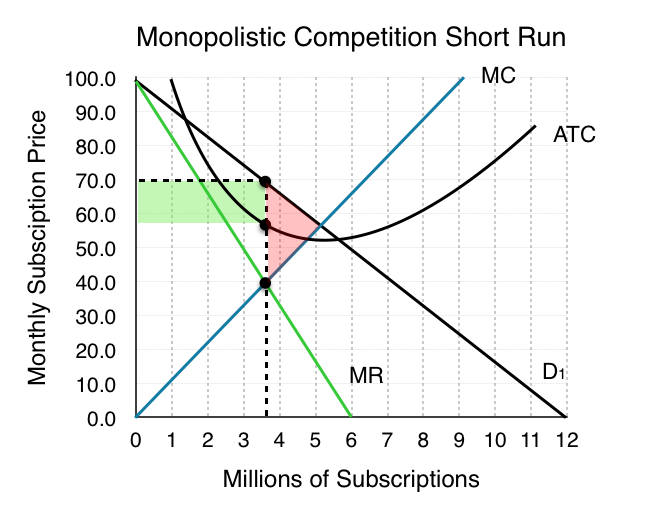 Monopolistic Competition Short Run
Monthly Subsciption Price
100.0
90.0
80.0
70.0
60.0
50.0
40.0
30.0
20.0
10.0
0.0
MC
ATC
MR
D1
0 1 2 3 4 5 6 7 8 9 10 11 12
Millions of Subscriptions